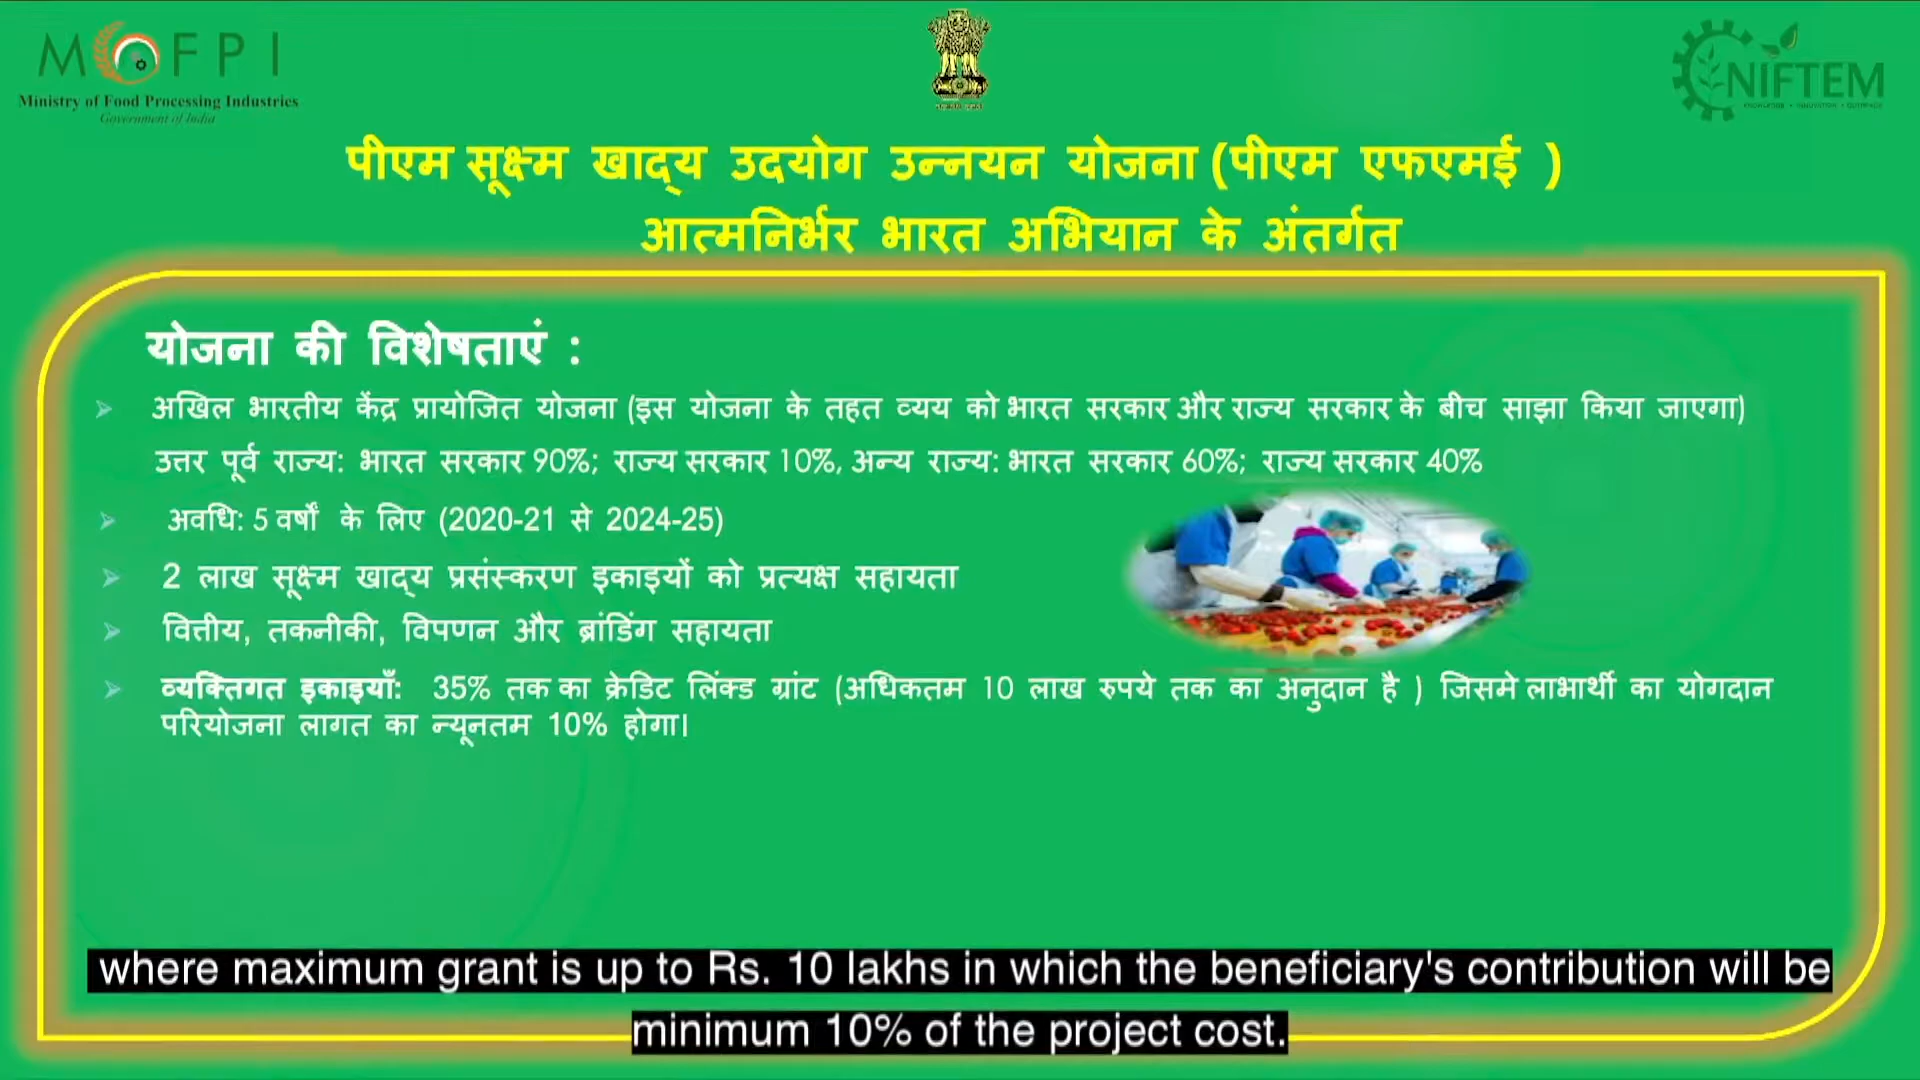 MOFPI
Ministry of Food Processing Industries
Government of India
NIFTEM
पीएम सूक्ष्म खाद्य उदयोग उन्नयन योजना (पीएम एफएमई )
आत्मनिर्भर भारत अभियान के अंतर्गत
योजना की विशेषताएं :
अखिल भारतीय केंद्र प्रायोजित योजना (इस योजना के तहत व्यय को भारत सरकार और राज्य सरकार के बीच साझा किया जाएगा)
उत्तर पूर्व राज्य: भारत सरकार 90%; राज्य सरकार 10%, अन्य राज्य: भारत सरकार 60%; राज्य सरकार 40%
अवधि: 5 वर्षों के लिए (2020-21 से 2024-25)
2 लाख सूक्ष्म खाद्य प्रसंस्करण इकाइयों को प्रत्यक्ष सहायता
वित्तीय, तकनीकी, विपणन और ब्रांडिंग सहायता
व्यक्तिगत इकाइयाँ: 35% तक का क्रेडिट लिंक्ड ग्रांट (अधिकतम 10 लाख रुपये तक का अनुदान है ) जिसमे लाभार्थी का योगदान
परियोजना लागत का न्यूनतम 10% होगा।
where maximum grant is up to Rs. 10 lakhs in which the beneficiary's contribution will be
minimum 10% of the project cost.